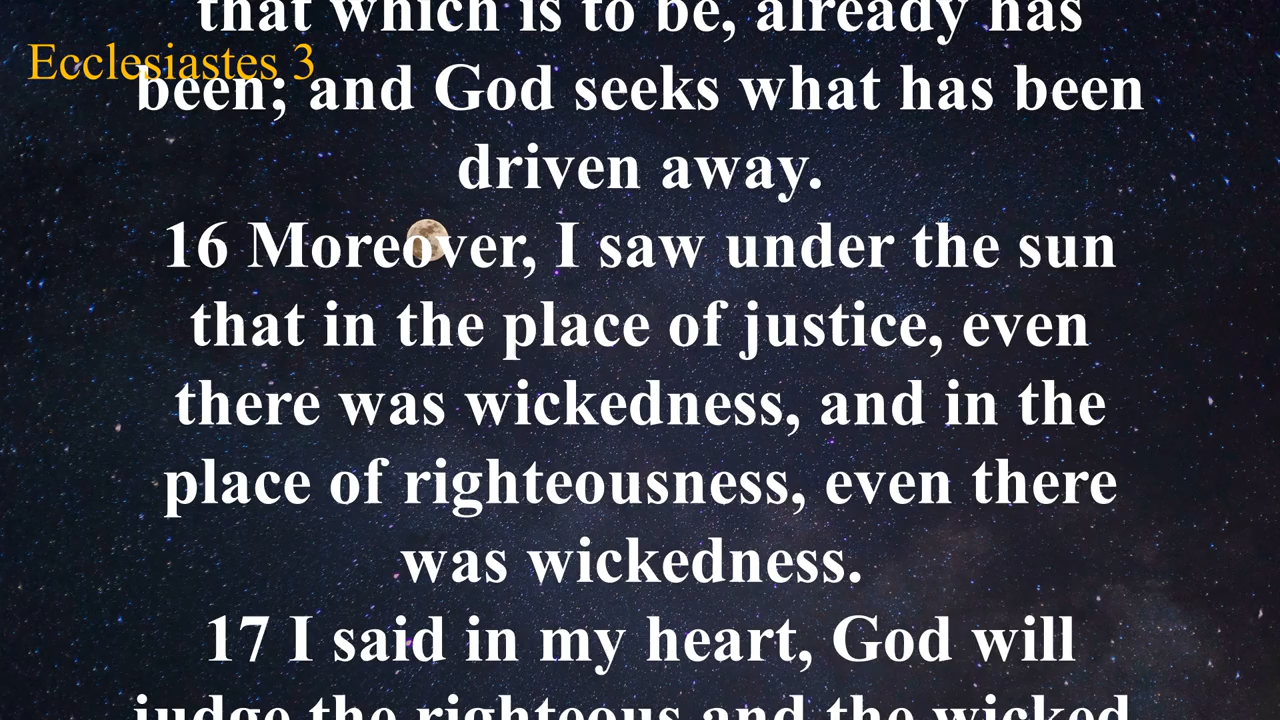 that which is to be, already has
Ecclesiastes 3
been; and God seeks what has been
driven away.
16 Moreover, I saw under the sun
that in the place of justice, even
there was wickedness, and in the
place of righteousness, even there
was wickedness.
17 I said in my heart, God will
judge the righteous and the wicked